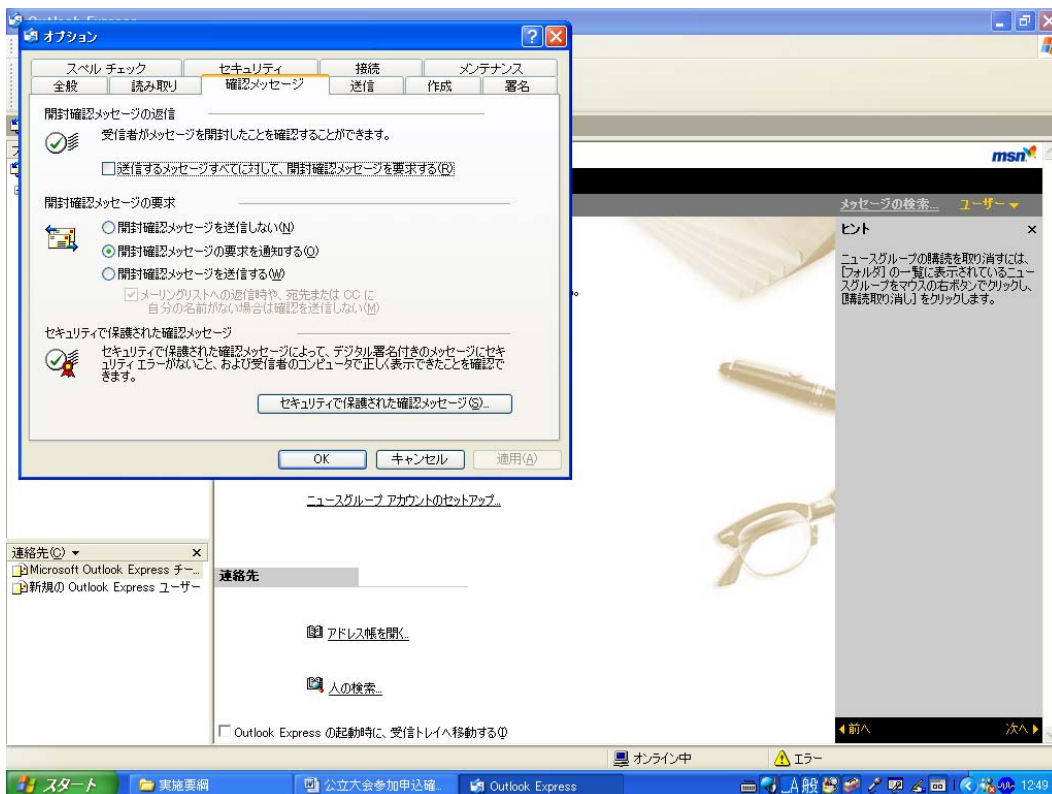 Outlook Express
オプション
スペル チェック
セキュリティ
接続
メンテナンス
全般
読み取り
確認メッセージ
送信
作成
署名
開封確認メッセージの返信
受信者がメッセージを開封したことを確認することができます。
送信するメッセージすべてに対して、開封確認メッセージを要求する(R)
開封確認メッセージの要求
開封確認メッセージを送信しない(N)
開封確認メッセージの要求を通知する(O)
開封確認メッセージを送信する(W)
メーリングリストへの返信時や、宛先または CC に
自分の名前がない場合は確認を送信しない(M)
セキュリティで保護された確認メッセージ
セキュリティで保護された確認メッセージによって、デジタル署名付きのメッセージにセキ
ュリティ エラーがないこと、および受信者のコンピュータで正しく表示できたことを確認で
きます。
セキュリティで保護された確認メッセージ(S)...
OK
キャンセル
適用(A)
msn
メッセージの検索...
ユーザー
ヒント
ニュースグループの購読を取り消すには、
[フォルダ] の一覧に表示されているニュー
スグループをマウスの右ボタンでクリックし、
[購読取り消し] をクリックします。
ニュースグループ アカウントのセットアップ...
連絡先(C)
Microsoft Outlook Express チー...
新規の Outlook Express ユーザー
連絡先
アドレス帳を開く...
人の検索...
Outlook Express の起動時に、受信トレイへ移動する(I)
前へ
次へ
オンライン中
エラー
スタート
実施要綱
公立大会参加申込確...
Outlook Express
A 般
12:49